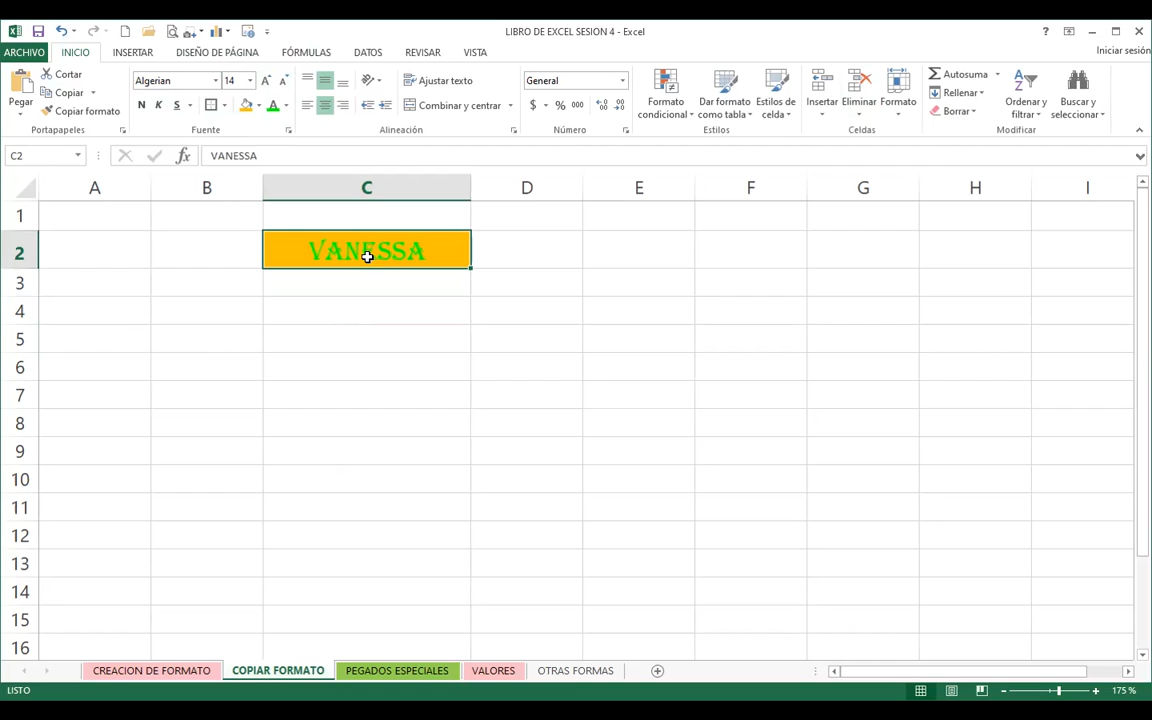 LIBRO DE EXCEL SESION 4 - Excel
?
ARCHIVO INICIO INSERTAR DISEÑO DE PÁGINA FÓRMULAS DATOS REVISAR VISTA Iniciar sesión
Pegar
Cortar
Copiar
Copiar formato
Portapapeles
Algerian 14
N K S
Fuente
Ajustar texto
Combinar y centrar
Alineación
General
$ % 000
Número
Formato condicional
Dar formato como tabla
Estilos de celda
Estilos
Insertar Eliminar Formato
Celdas
Autosuma
Rellenar
Borrar
Ordenar y filtrar
Buscar y seleccionar
Modificar
C2 fx VANESSA
A B C D E F G H I
1
2 VANESSA
3
4
5
6
7
8
9
10
11
12
13
14
15
16
CREACION DE FORMATO COPIAR FORMATO PEGADOS ESPECIALES VALORES OTRAS FORMAS
LISTO 175 %